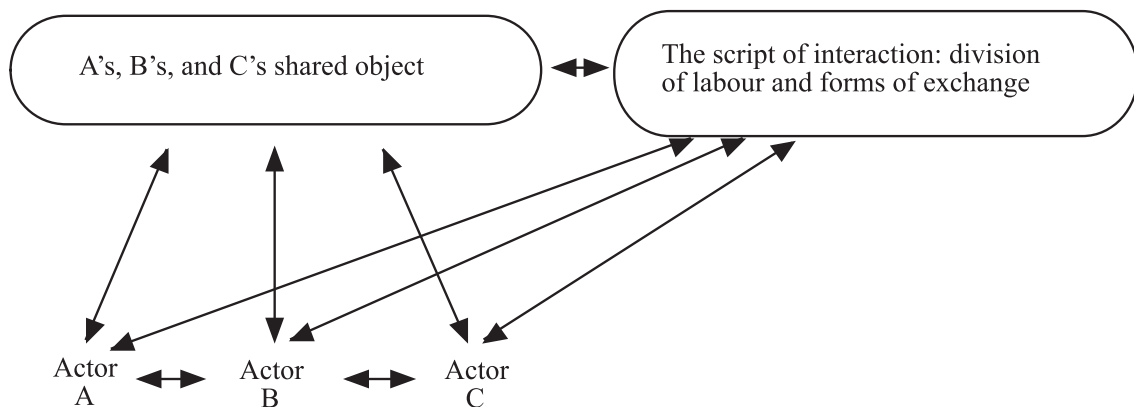 A's, B's, and C's shared object
The script of interaction: division
of labour and forms of exchange
Actor
A
Actor
B
Actor
C